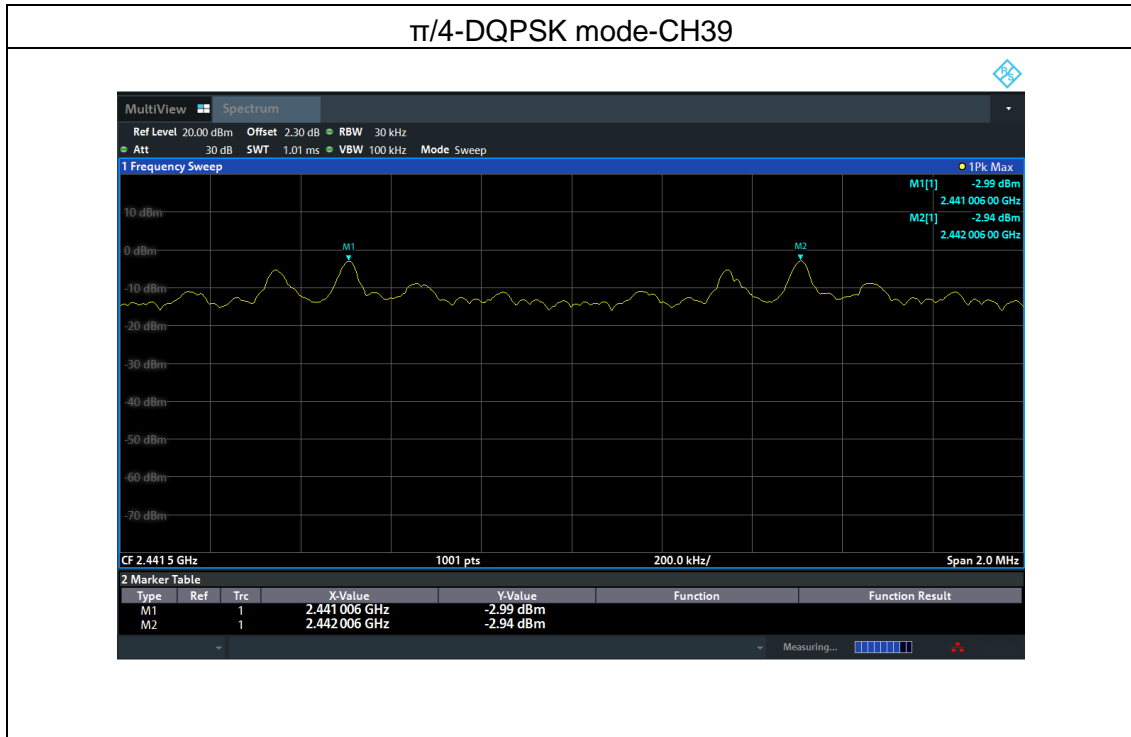 π/4-DQPSK mode-CH39
R S
MultiView Spectrum
Ref Level 20.00 dBm Offset 2.30 dB RBW 30 kHz
Att 30 dB SWT 1.01 ms VBW 100 kHz Mode Sweep
1 Frequency Sweep 1Pk Max
M1[1] -2.99 dBm
2.441 006 00 GHz
10 dBm M2[1] -2.94 dBm
2.442 006 00 GHz
0 dBm M1 M2
-10 dBm
-20 dBm
-30 dBm
-40 dBm
-50 dBm
-60 dBm
-70 dBm
CF 2.441 5 GHz 1001 pts 200.0 kHz/ Span 2.0 MHz
2 Marker Table
Type Ref Trc X-Value Y-Value Function Function Result
M1 1 2.441 006 GHz -2.99 dBm
M2 1 2.442 006 GHz -2.94 dBm
Measuring...